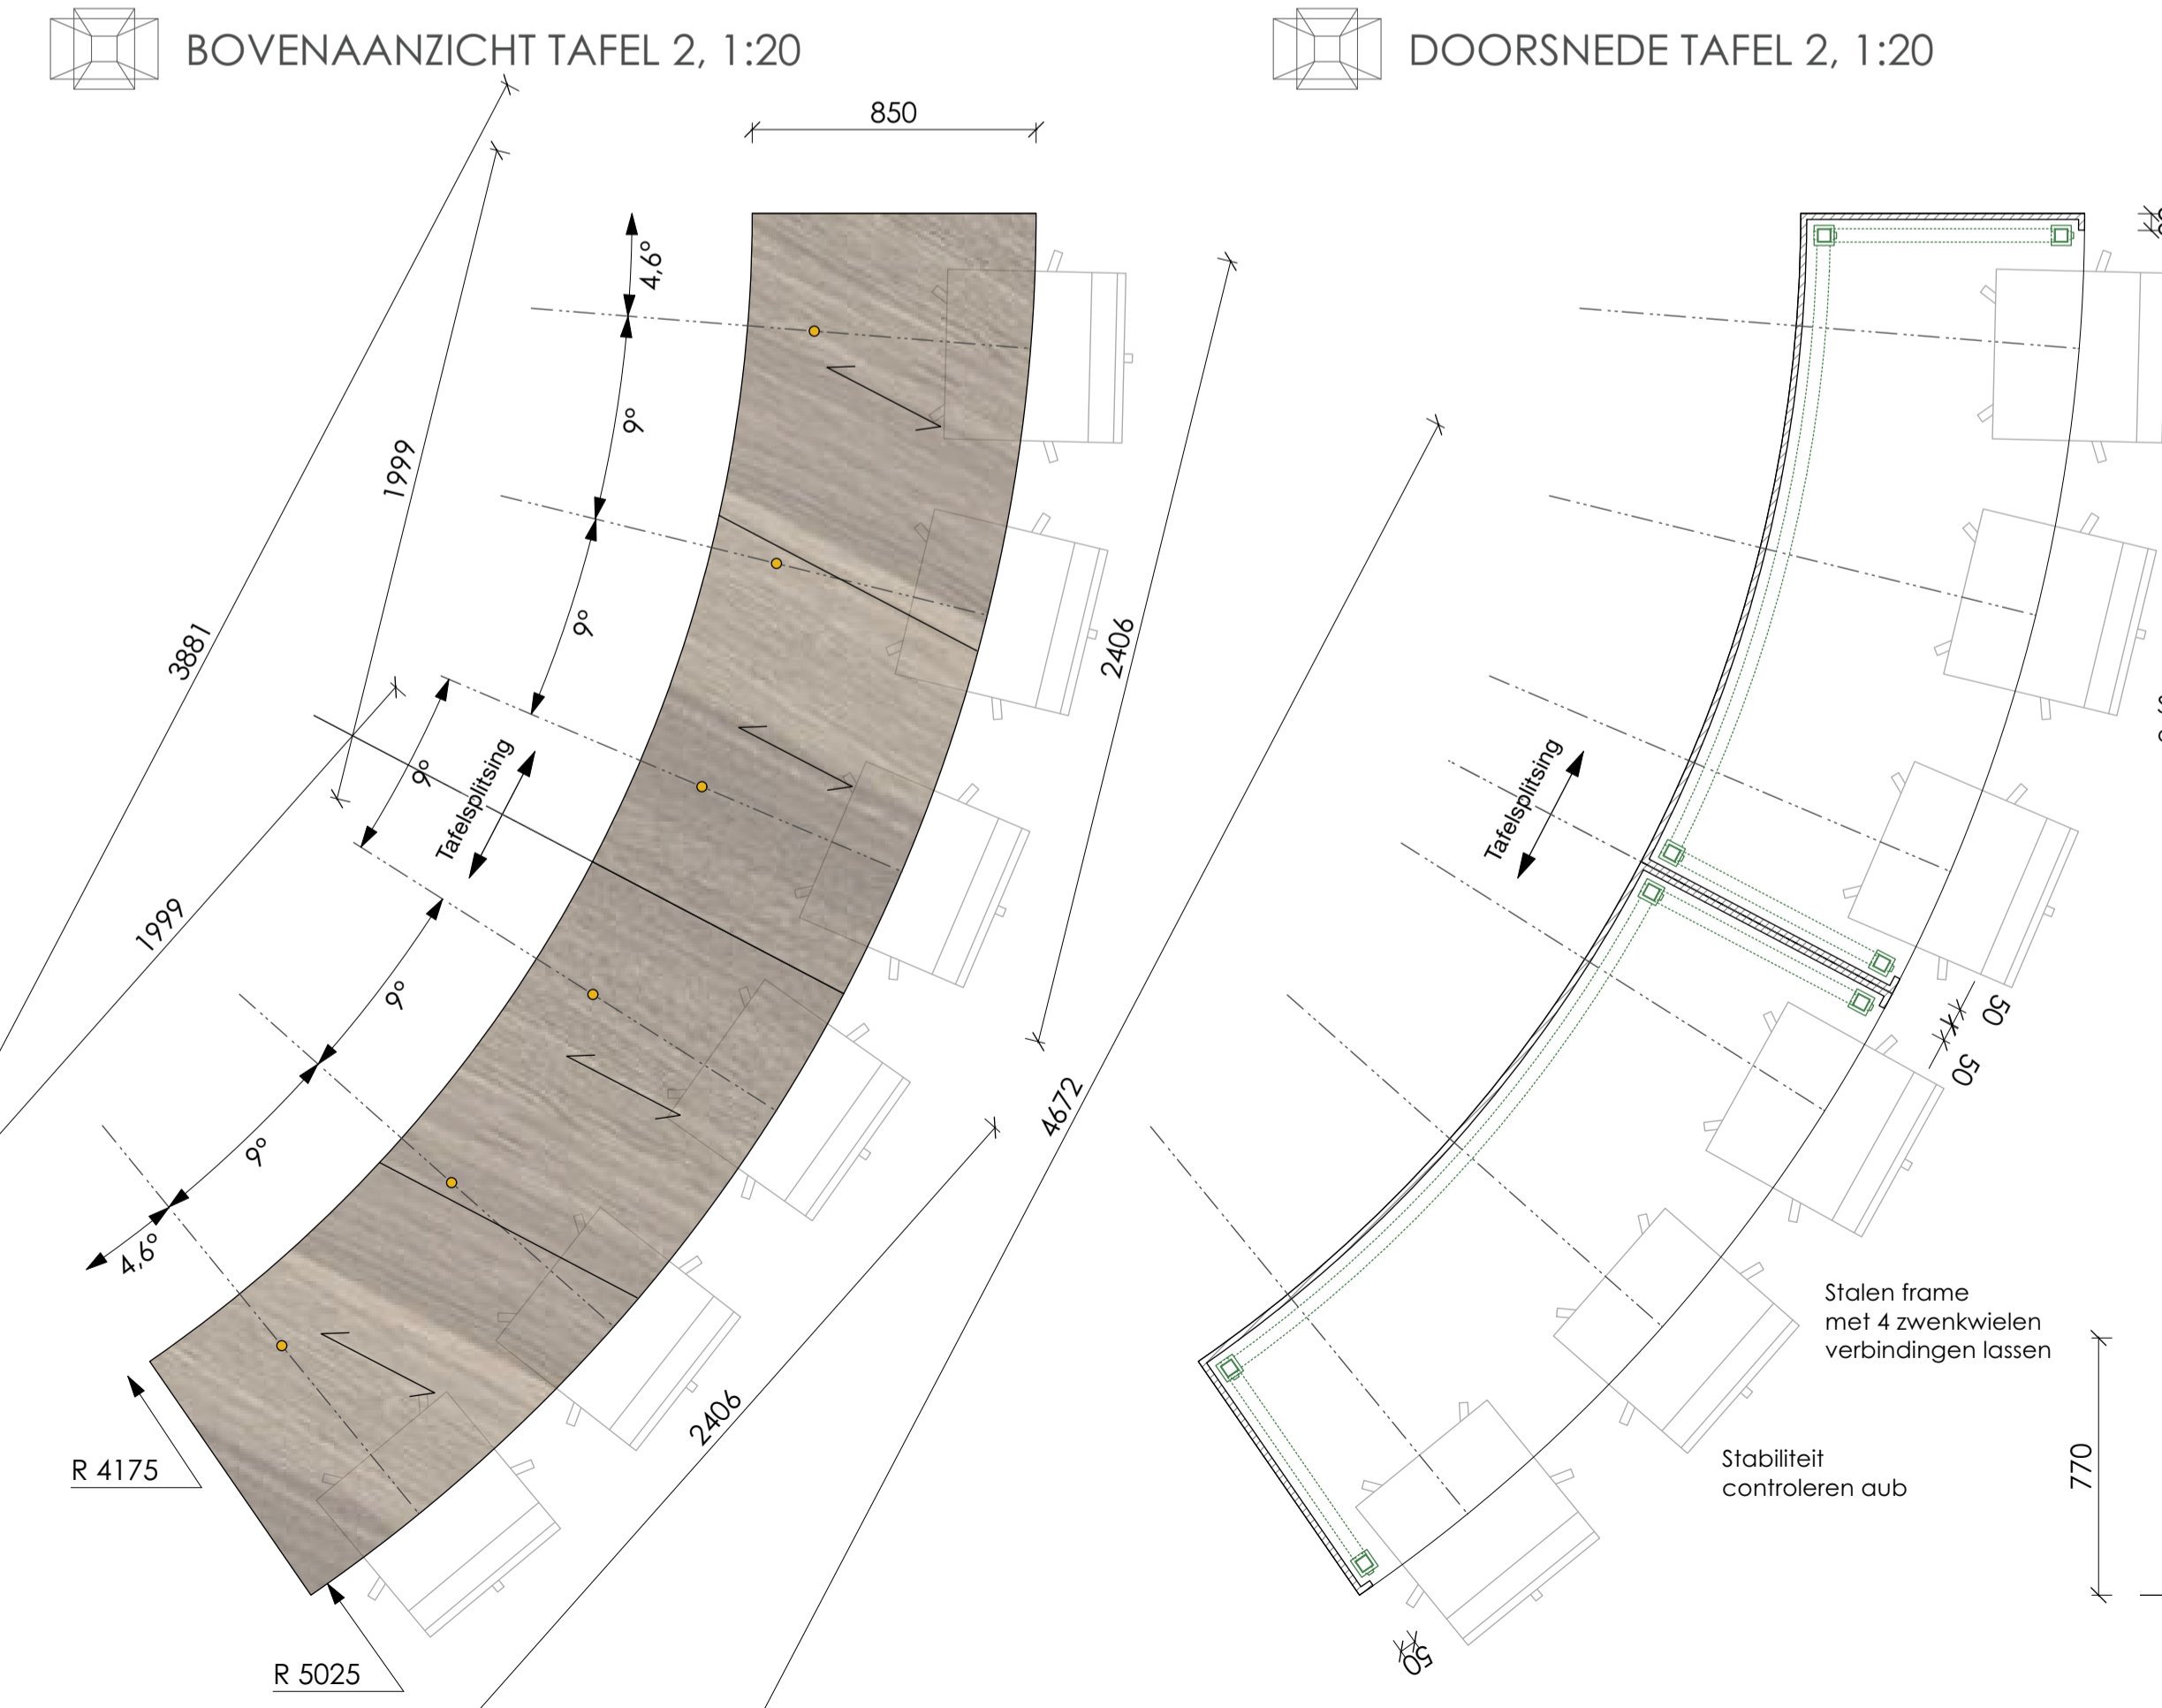 BOVENAANZICHT TAFEL 2, 1:20
850
4,6°
9°
9°
9°
9°
9°
4,6°
3881
1999
1999
Tafelsplitsing
2406
2406
4672
R 4175
R 5025
DOORSNEDE TAFEL 2, 1:20
Tafelsplitsing
50
50
Stalen frame
met 4 zwenkwielen
verbindingen lassen
Stabiliteit
controleren aub
770
50